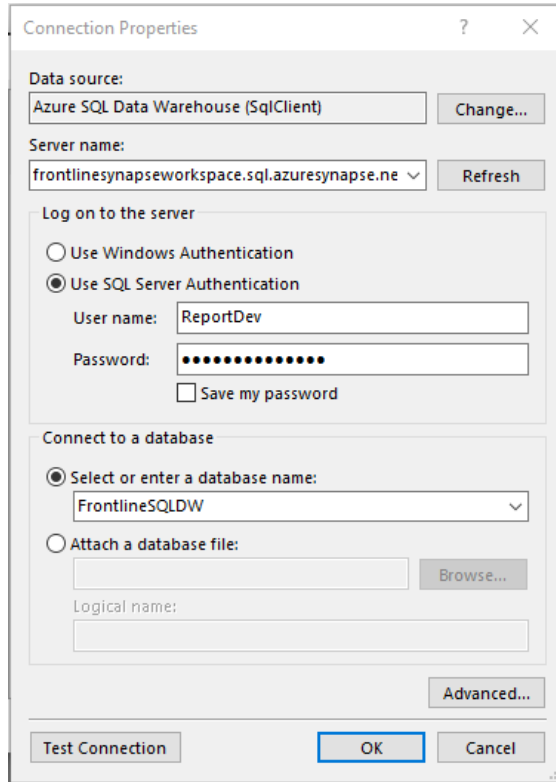 Connection Properties
?
Data source:
Azure SQL Data Warehouse (SqlClient)
Change...
Server name:
frontlinesynapseworkspace.sql.azuresynapse.ne
Refresh
Log on to the server
Use Windows Authentication
Use SQL Server Authentication
User name:
ReportDev
Password:
●●●●●●●●●●●●●●
Save my password
Connect to a database
Select or enter a database name:
FrontlineSQLDW
Attach a database file:
Browse...
Logical name:
Advanced...
Test Connection
OK
Cancel